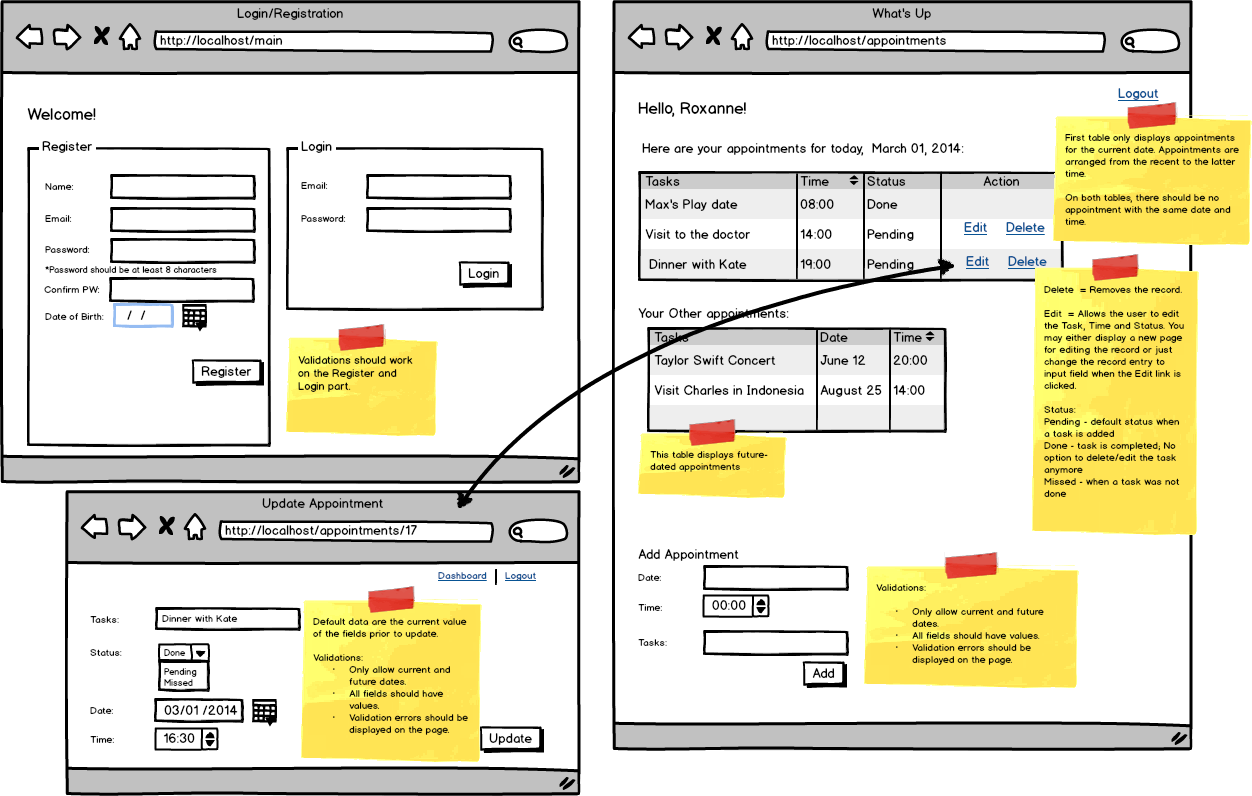 Login/Registration
http://localhost/main
Welcome!
Register
Name:
Email:
Password:
*Password should be at least 8 characters
Confirm PW:
Date of Birth:
/ /
Register
Login
Email:
Password:
Login
Validations should work
on the Register and
Login part.
What's Up
http://localhost/appointments
Logout
Hello, Roxanne!
Here are your appointments for today, March 01, 2014:
Tasks Time Status Action
Max's Play date 08:00 Done
Visit to the doctor 14:00 Pending Edit Delete
Dinner with Kate 19:00 Pending Edit Delete
First table only displays appointments
for the current date. Appointments are
arranged from the recent to the latter
time.
On both tables, there should be no
appointment with the same date and
time.
Delete = Removes the record.
Edit = Allows the user to edit
the Task, Time and Status. You
may either display a new page
for editing the record or just
change the record entry to
input field when the Edit link is
clicked.
Status:
Pending - default status when
a task is added
Done - task is completed; No
option to delete/edit the task
anymore
Missed - when a task was not
done
Your Other appointments:
Tasks Date Time
Taylor Swift Concert June 12 20:00
Visit Charles in Indonesia August 25 14:00
This table displays future-
dated appointments
Add Appointment
Date:
Time: 00:00
Tasks:
Add
Validations:
· Only allow current and future
dates.
· All fields should have values.
· Validation errors should be
displayed on the page.
Update Appointment
http://localhost/appointments/17
Dashboard Logout
Tasks: Dinner with Kate
Status: Done
Pending
Missed
Date: 03/01 /2014
Time: 16:30
Default data are the current value
of the fields prior to update.
Validations:
· Only allow current and
future dates.
· All fields should have
values.
· Validation errors should be
displayed on the page.
Update